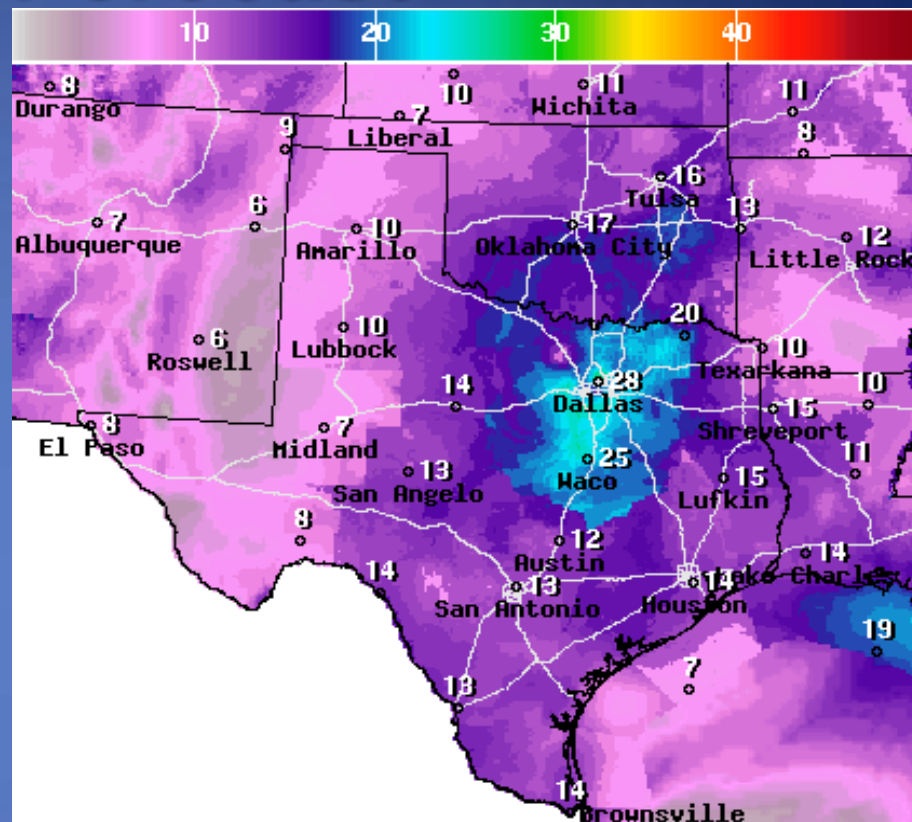 10 20 30 40
8 Durango
10
11 Wichita
11
7 Liberal
9
8
16 Tulsa
7 Albuquerque
6
10 Amarillo
17 Oklahoma City
13
12 Little Rock
6 Roswell
10 Lubbock
20
10 Texarkana
28 Dallas
14
15 Shreveport
10
8 El Paso
7 Midland
13 San Angelo
25 Waco
15 Lufkin
11
8
12 Austin
14 Lake Charles
14
13 San Antonio
14 Houston
19
7
13
14 Brownsville